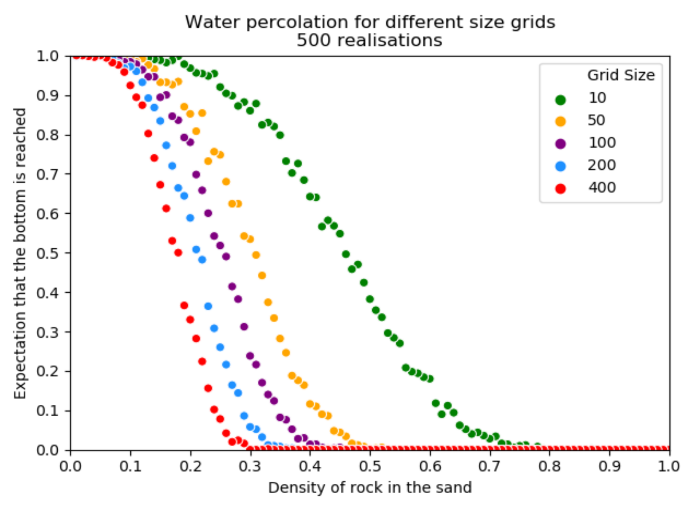 Water percolation for different size grids
500 realisations
Expectation that the bottom is reached
1.0
0.9
0.8
0.7
0.6
0.5
0.4
0.3
0.2
0.1
0.0
Grid Size
10
50
100
200
400
0.0 0.1 0.2 0.3 0.4 0.5 0.6 0.7 0.8 0.9 1.0
Density of rock in the sand